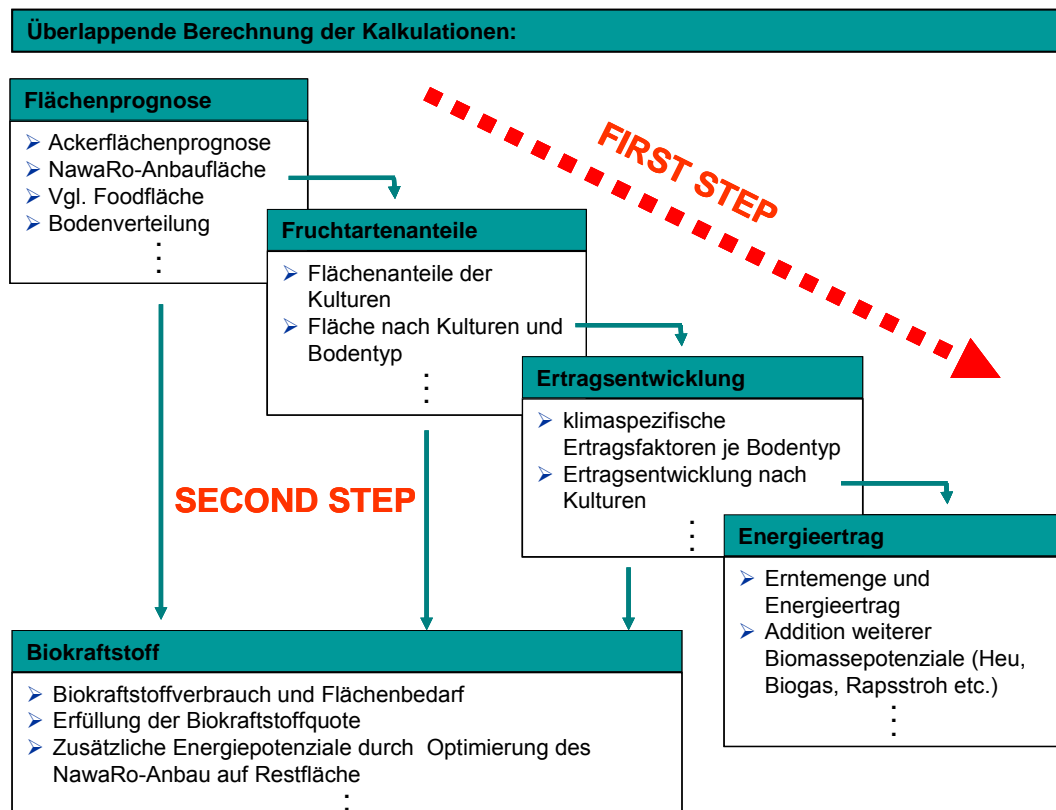 Überlappende Berechnung der Kalkulationen:
Flächenprognose
➢ Ackerflächenprognose
➢ NawaRo-Anbaufläche
➢ Vgl. Foodfläche
➢ Bodenverteilung
FIRST STEP
Fruchtartenanteile
➢ Flächenanteile der
Kulturen
➢ Fläche nach Kulturen und
Bodentyp
Ertragsentwicklung
➢ klimaspezifische
Ertragsfaktoren je Bodentyp
➢ Ertragsentwicklung nach
Kulturen
SECOND STEP
Energieertrag
➢ Erntemenge und
Energieertrag
➢ Addition weiterer
Biomassepotenziale (Heu,
Biogas, Rapsstroh etc.)
Biokraftstoff
➢ Biokraftstoffverbrauch und Flächenbedarf
➢ Erfüllung der Biokraftstoffquote
➢ Zusätzliche Energiepotenziale durch Optimierung des
NawaRo-Anbau auf Restfläche